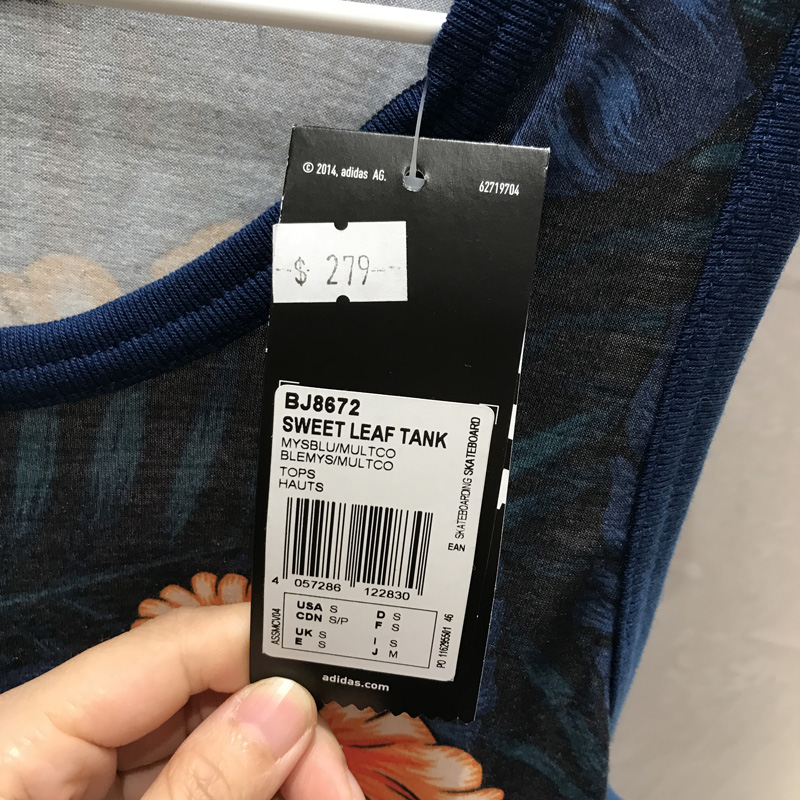 © 2014, adidas AG.
62719704
$ 279
BJ8672
SWEET LEAF TANK
MYSBLU/MULTCO
BLEMYS/MULTCO
TOPS
HAUTS
SKATEBOARDING SKATEBOARD
EAN
4 057286 122830
ASSMCV04
USA S
CDN S/P
UK S
E S
D S
F S
I S
J M
adidas.com